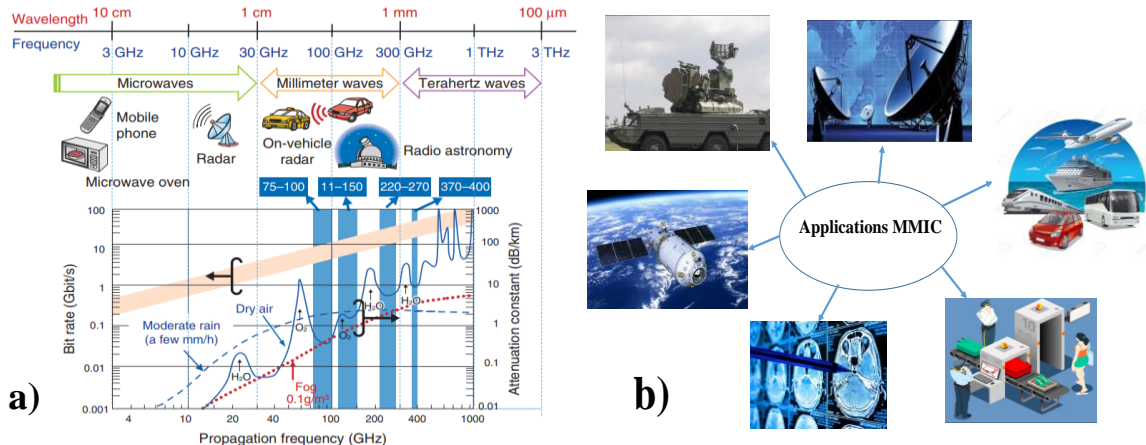 Wavelength 10 cm 1 cm 1 mm 100 μm
Frequency 3 GHz 10 GHz 30 GHz 100 GHz 300 GHz 1 THz 3 THz
Microwaves Millimeter waves Terahertz waves
Mobile
phone
Microwave oven
Radar
On-vehicle
radar
Radio astronomy
75–100 11–150 220–270 370–400
Bit rate (Gbit/s)
100
10
1
0.1
0.01
0.001
Attenuation constant (dB/km)
1000
100
10
1
0.1
0.01
Dry air
Moderate rain
(a few mm/h)
H₂O
O₂
O₂
H₂O
H₂O
Fog
0.1g/m³
4 10 20 40 60 100 200 400 1000
Propagation frequency (GHz)
a)
Applications MMIC
10
b)